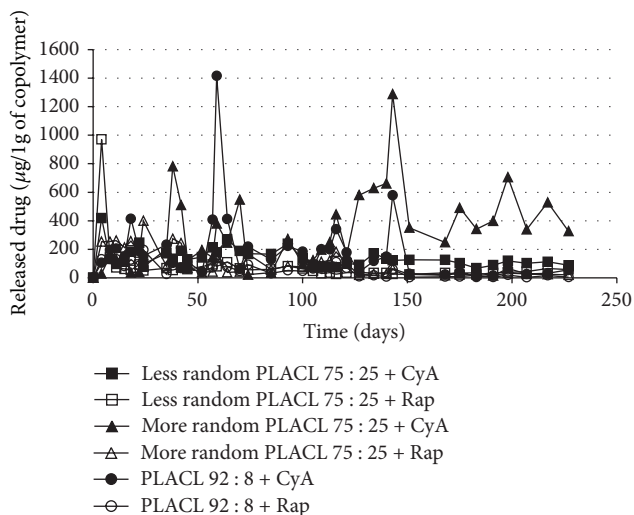 Released drug (μg/1g of copolymer)
1600
1400
1200
1000
800
600
400
200
0
0 50 100 150 200 250
Time (days)
Less random PLACL 75 : 25 + CyA
Less random PLACL 75 : 25 + Rap
More random PLACL 75 : 25 + CyA
More random PLACL 75 : 25 + Rap
PLACL 92 : 8 + CyA
PLACL 92 : 8 + Rap